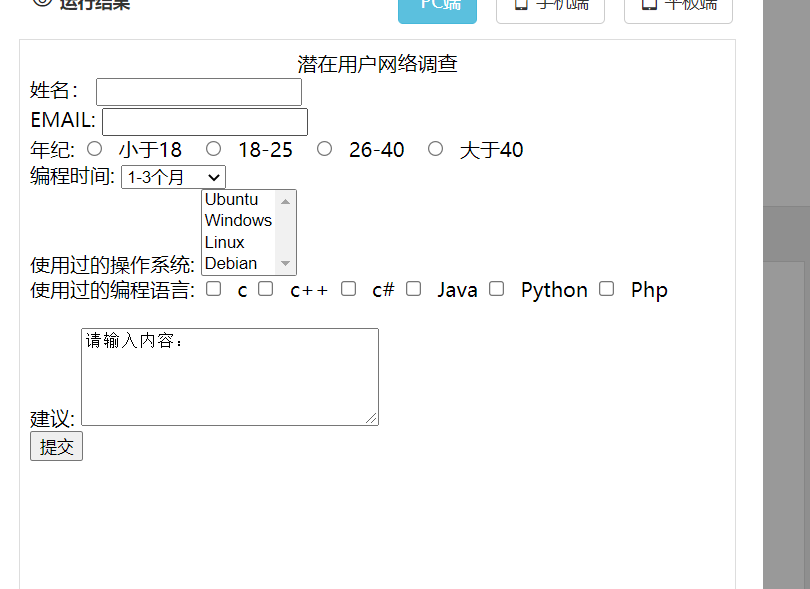 运行结果 PC端 手机端 平板端
潜在用户网络调查
姓名：
EMAIL:
年纪: 小于18 18-25 26-40 大于40
编程时间: 1-3个月
Ubuntu
Windows
Linux
Debian
使用过的操作系统:
使用过的编程语言: c c++ c# Java Python Php
请输入内容：
建议:
提交